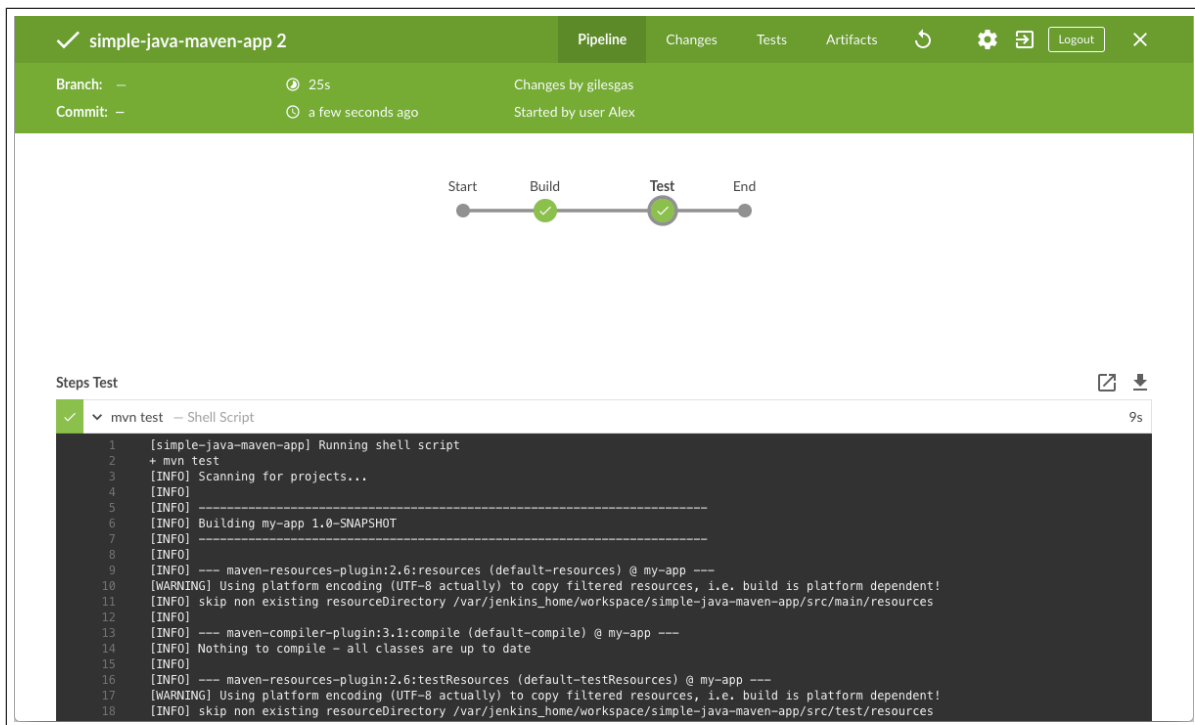 simple-java-maven-app 2 Pipeline Changes Tests Artifacts Logout
Branch: — 25s Changes by gilesgas
Commit: — a few seconds ago Started by user Alex
Start Build Test End
Steps Test
mvn test — Shell Script 9s
1 [simple-java-maven-app] Running shell script
2 + mvn test
3 [INFO] Scanning for projects...
4 [INFO]
5 [INFO] ------------------------------------------------------------------------
6 [INFO] Building my-app 1.0-SNAPSHOT
7 [INFO] ------------------------------------------------------------------------
8 [INFO]
9 [INFO] --- maven-resources-plugin:2.6:resources (default-resources) @ my-app ---
10 [WARNING] Using platform encoding (UTF-8 actually) to copy filtered resources, i.e. build is platform dependent!
11 [INFO] skip non existing resourceDirectory /var/jenkins_home/workspace/simple-java-maven-app/src/main/resources
12 [INFO]
13 [INFO] --- maven-compiler-plugin:3.1:compile (default-compile) @ my-app ---
14 [INFO] Nothing to compile - all classes are up to date
15 [INFO]
16 [INFO] --- maven-resources-plugin:2.6:testResources (default-testResources) @ my-app ---
17 [WARNING] Using platform encoding (UTF-8 actually) to copy filtered resources, i.e. build is platform dependent!
18 [INFO] skip non existing resourceDirectory /var/jenkins_home/workspace/simple-java-maven-app/src/test/resources